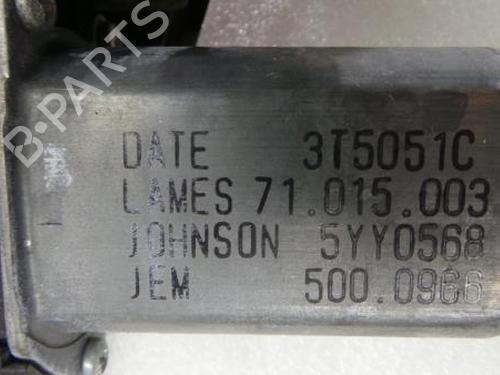 DATE 3T5051C
LAMES 71.015.003
JOHNSON 5YY0568
JEM 500.0966
B-PARTS